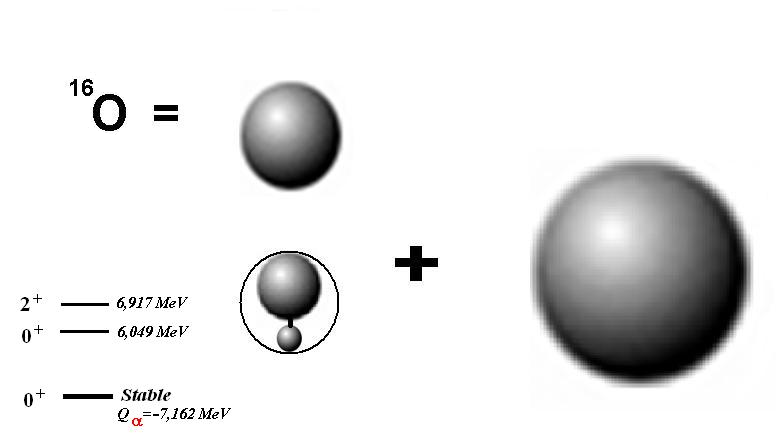 ¹⁶O =
+
2⁺ 6,917 MeV
0⁺ 6,049 MeV
0⁺ Stable
Qα=-7,162 MeV